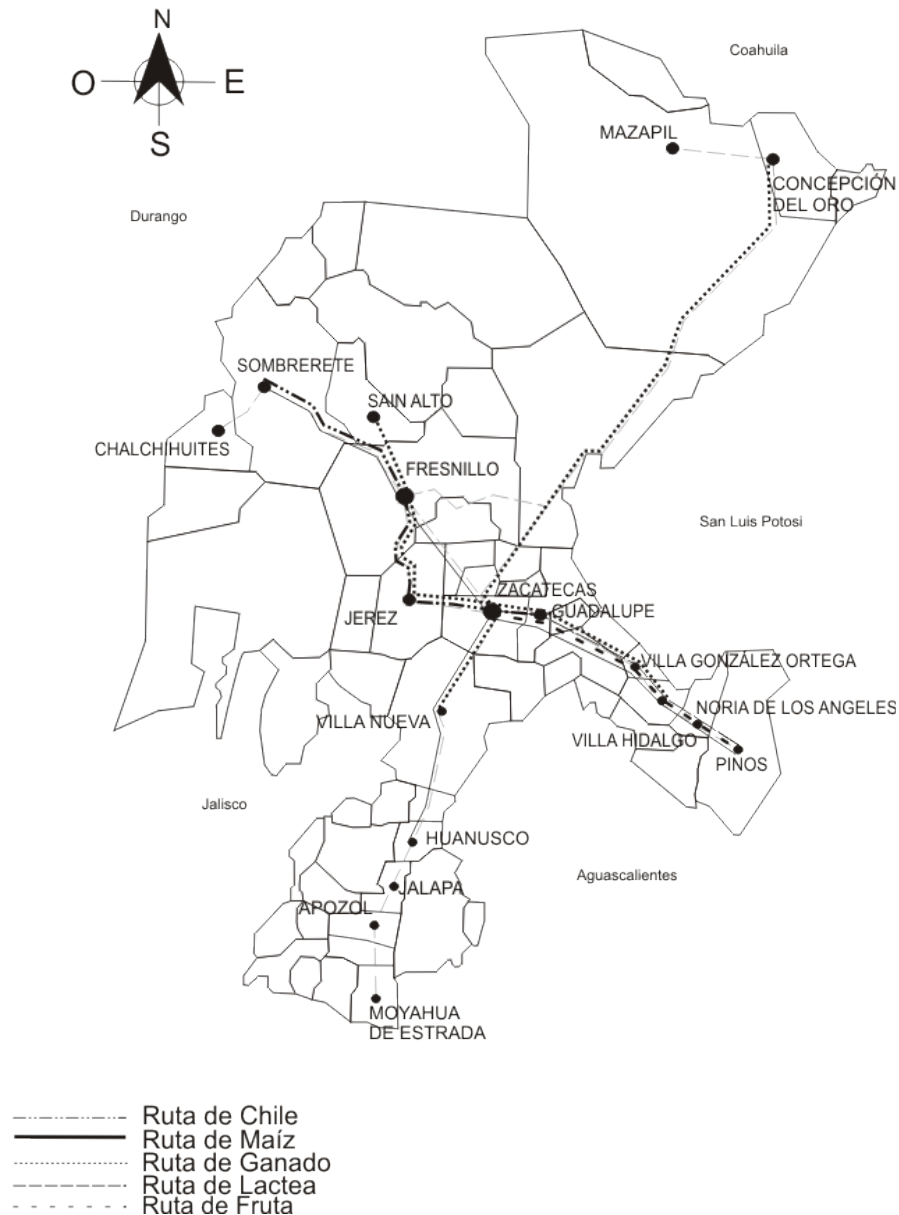 N
O
E
S
Coahuila
MAZAPIL
CONCEPCIÓN
DEL ORO
Durango
SOMBRERETE
SAIN ALTO
CHALCHIHUITES
FRESNILLO
San Luis Potosi
ZACATECAS
GUADALUPE
JEREZ
VILLA GONZÁLEZ ORTEGA
NORIA DE LOS ANGELES
VILLA NUEVA
VILLA HIDALGO
PINOS
Jalisco
HUANUSCO
Aguascalientes
JALAPA
APOZOL
MOYAHUA
DE ESTRADA
Ruta de Chile
Ruta de Maíz
Ruta de Ganado
Ruta de Lactea
Ruta de Fruta